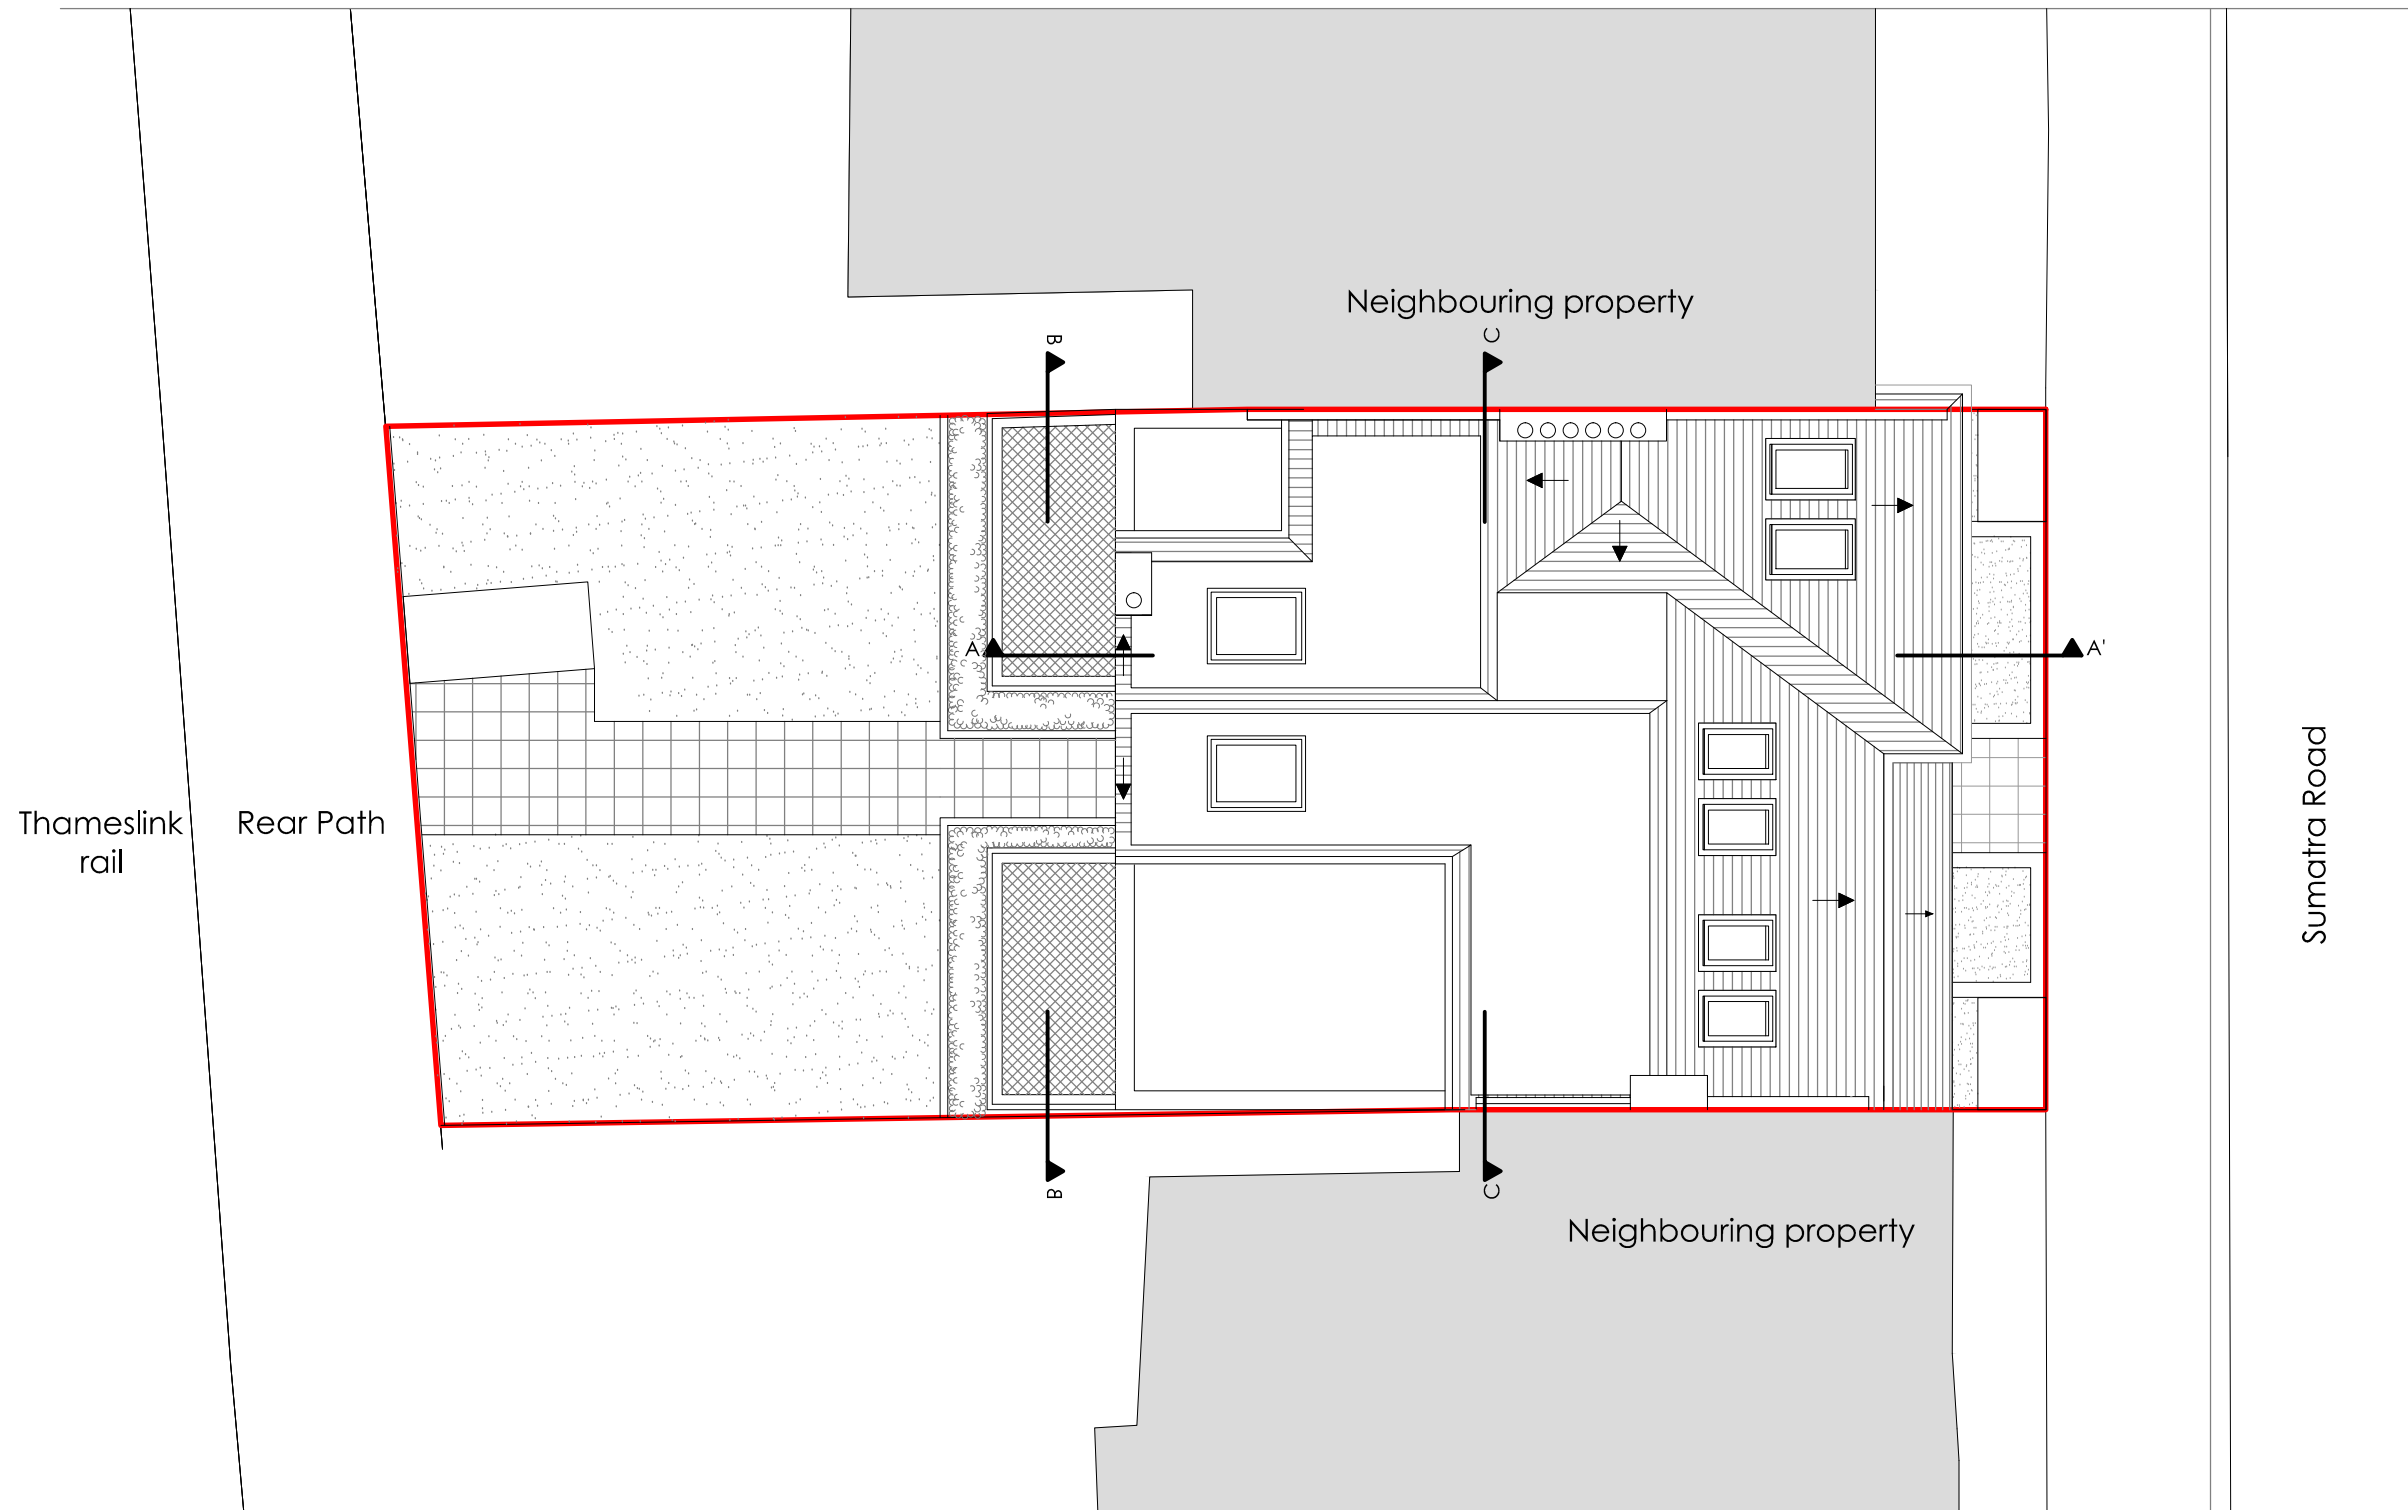 Neighbouring property
B
C
A
A'
Thameslink
rail
Rear Path
Sumatra Road
B
C
Neighbouring property